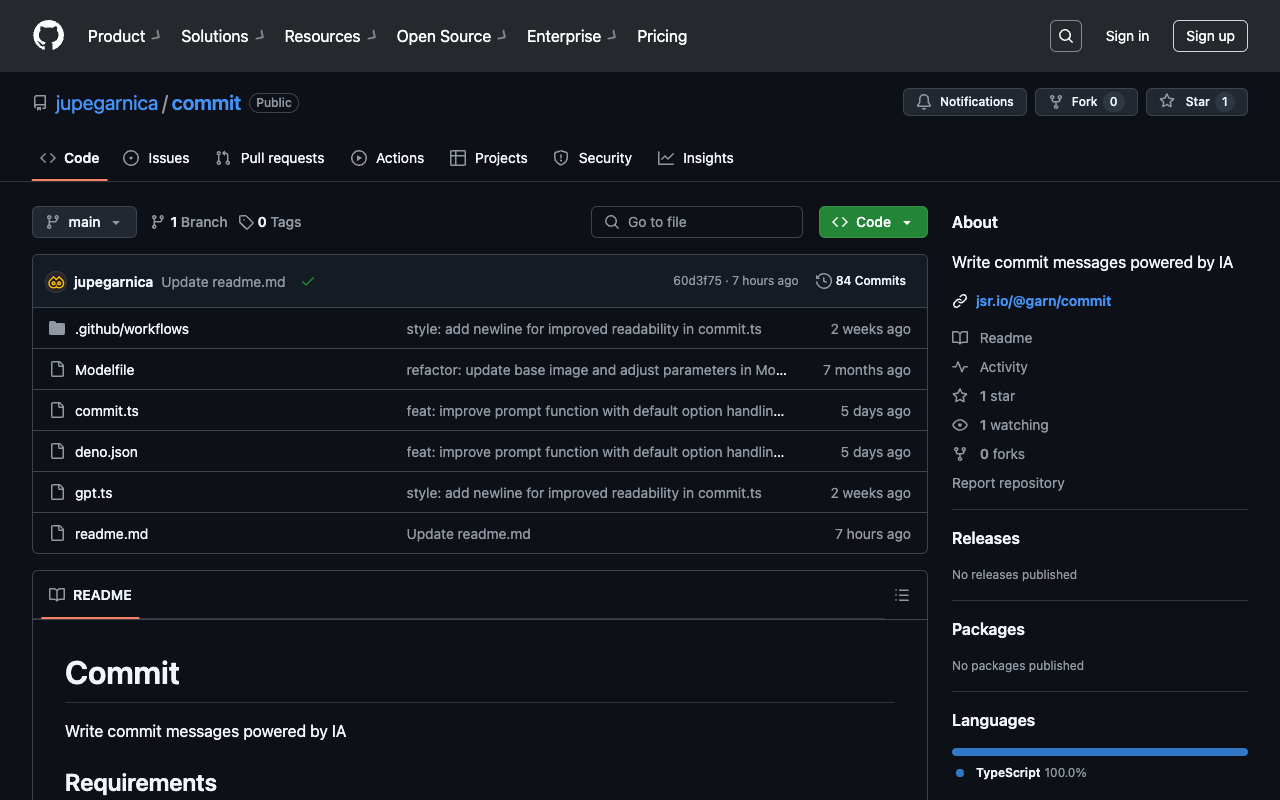 Product Solutions Resources Open Source Enterprise Pricing Sign in Sign up
jupegarnica / commit Public Notifications Fork 0 Star 1
Code Issues Pull requests Actions Projects Security Insights
main 1 Branch 0 Tags Go to file Code
jupegarnica Update readme.md 60d3f75 · 7 hours ago 84 Commits
.github/workflows style: add newline for improved readability in commit.ts 2 weeks ago
Modelfile refactor: update base image and adjust parameters in Mo... 7 months ago
commit.ts feat: improve prompt function with default option handlin... 5 days ago
deno.json feat: improve prompt function with default option handlin... 5 days ago
gpt.ts style: add newline for improved readability in commit.ts 2 weeks ago
readme.md Update readme.md 7 hours ago
README
Commit
Write commit messages powered by IA
Requirements
About
Write commit messages powered by IA
jsr.io/@garn/commit
Readme
Activity
1 star
1 watching
0 forks
Report repository
Releases
No releases published
Packages
No packages published
Languages
TypeScript 100.0%